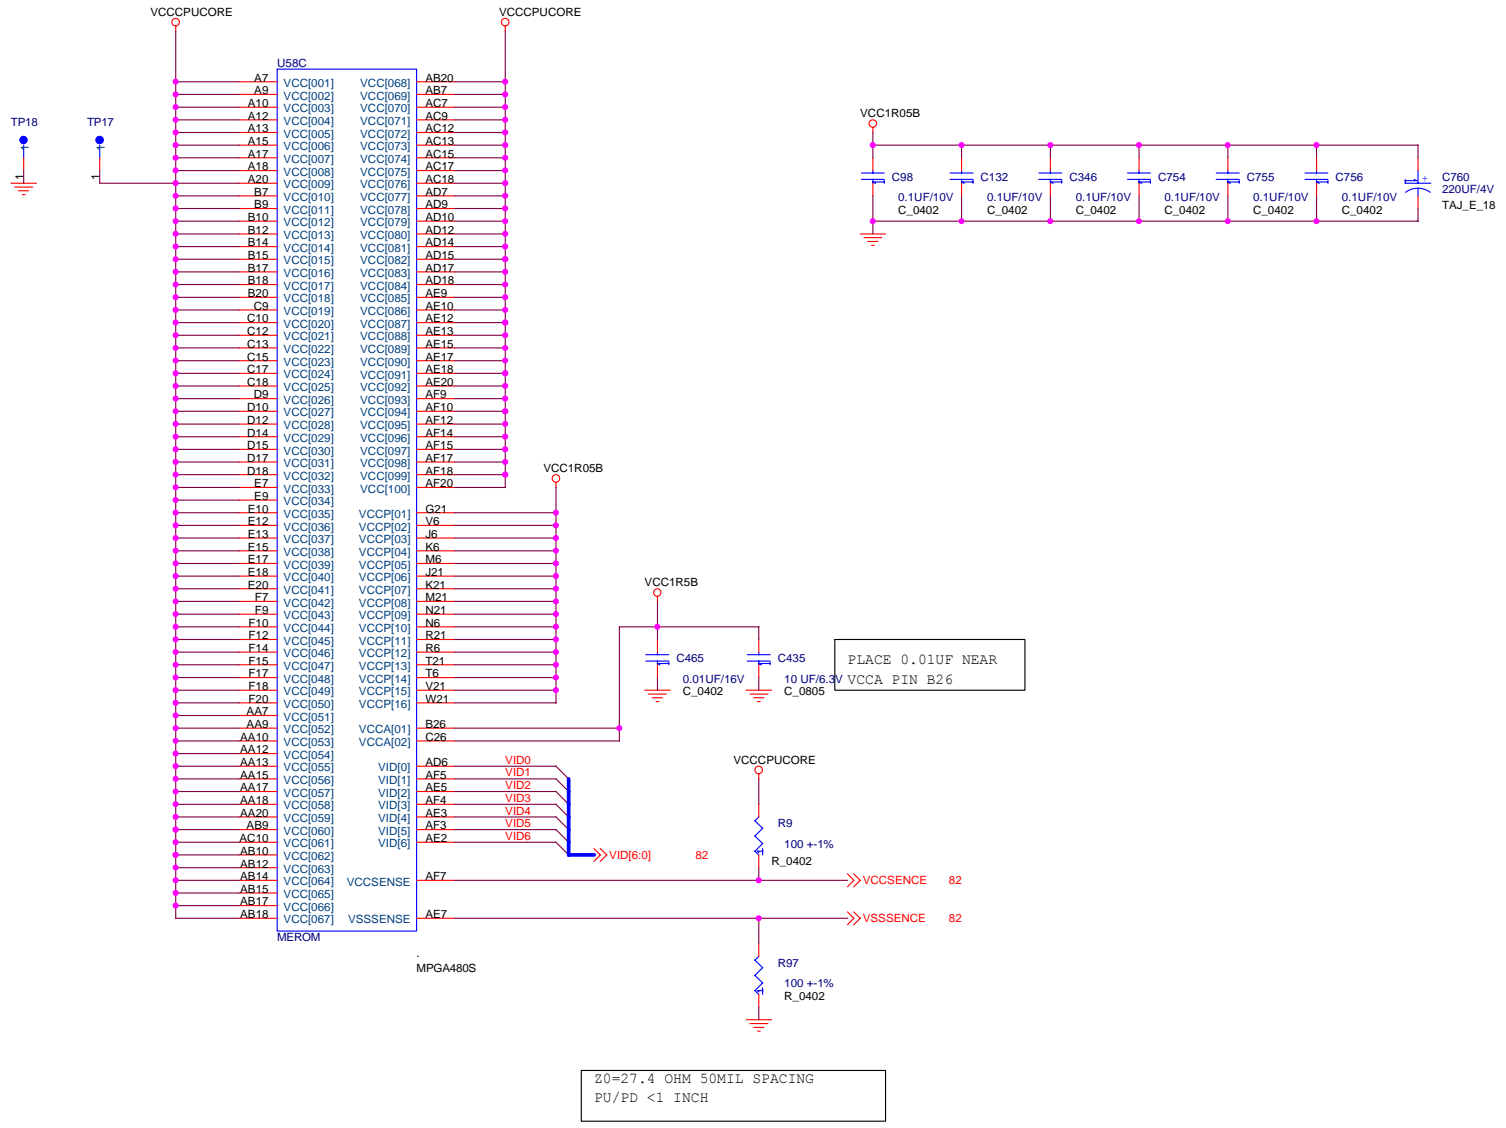 VCCCPUCORE
VCCCPUCORE
U58C
A7 VCC[001] VCC[068] AB20
A9 VCC[002] VCC[069] AB7
A10 VCC[003] VCC[070] AC7
A12 VCC[004] VCC[071] AC9
A13 VCC[005] VCC[072] AC12
A15 VCC[006] VCC[073] AC13
A17 VCC[007] VCC[074] AC15
A18 VCC[008] VCC[075] AC17
A20 VCC[009] VCC[076] AC18
B7 VCC[010] VCC[077] AD7
B9 VCC[011] VCC[078] AD9
B10 VCC[012] VCC[079] AD10
B12 VCC[013] VCC[080] AD12
B14 VCC[014] VCC[081] AD14
B15 VCC[015] VCC[082] AD15
B17 VCC[016] VCC[083] AD17
B18 VCC[017] VCC[084] AD18
B20 VCC[018] VCC[085] AE9
C9 VCC[019] VCC[086] AE10
C10 VCC[020] VCC[087] AE12
C12 VCC[021] VCC[088] AE13
C13 VCC[022] VCC[089] AE15
C15 VCC[023] VCC[090] AE17
C17 VCC[024] VCC[091] AE18
C18 VCC[025] VCC[092] AE20
D9 VCC[026] VCC[093] AF9
D10 VCC[027] VCC[094] AF10
D12 VCC[028] VCC[095] AF12
D14 VCC[029] VCC[096] AF14
D15 VCC[030] VCC[097] AF15
D17 VCC[031] VCC[098] AF17
D18 VCC[032] VCC[099] AF18
E7 VCC[033] VCC[100] AF20
E9 VCC[034]
E10 VCC[035] VCCP[01] G21
E12 VCC[036] VCCP[02] V6
E13 VCC[037] VCCP[03] J6
E15 VCC[038] VCCP[04] K6
E17 VCC[039] VCCP[05] M6
E18 VCC[040] VCCP[06] J21
E20 VCC[041] VCCP[07] K21
F7 VCC[042] VCCP[08] M21
F9 VCC[043] VCCP[09] N21
F10 VCC[044] VCCP[10] N6
F12 VCC[045] VCCP[11] R21
F14 VCC[046] VCCP[12] R6
F15 VCC[047] VCCP[13] T21
F17 VCC[048] VCCP[14] T6
F18 VCC[049] VCCP[15] V21
F20 VCC[050] VCCP[16] W21
AA7 VCC[051]
AA9 VCC[052] VCCA[01] B26
AA10 VCC[053] VCCA[02] C26
AA12 VCC[054]
AA13 VCC[055] VID[0] AD6 VID0
AA15 VCC[056] VID[1] AF5 VID1
AA17 VCC[057] VID[2] AE5 VID2
AA18 VCC[058] VID[3] AF4 VID3
AA20 VCC[059] VID[4] AE3 VID4
AB9 VCC[060] VID[5] AF3 VID5
AC10 VCC[061] VID[6] AE2 VID6
AB10 VCC[062]
AB12 VCC[063]
AB14 VCC[064] VCCSENSE AF7
AB15 VCC[065]
AB17 VCC[066]
AB18 VCC[067] VSSSENSE AE7
MEROM
.
MPGA480S
TP18
1
1
TP17
1
1
VCC1R05B
C98
0.1UF/10V
C_0402
C132
0.1UF/10V
C_0402
C346
0.1UF/10V
C_0402
C754
0.1UF/10V
C_0402
C755
0.1UF/10V
C_0402
C756
0.1UF/10V
C_0402
+
C760
220UF/4V
TAJ_E_18
VCC1R05B
VCC1R5B
C465
0.01UF/16V
C_0402
C435
10 UF/6.3V
C_0805
PLACE 0.01UF NEAR
VCCA PIN B26
VID[6:0] 82
VCCCPUCORE
R9
100 +-1%
1
R_0402
VCCSENCE 82
VSSSENCE 82
R97
100 +-1%
1
R_0402
Z0=27.4 OHM 50MIL SPACING
PU/PD <1 INCH